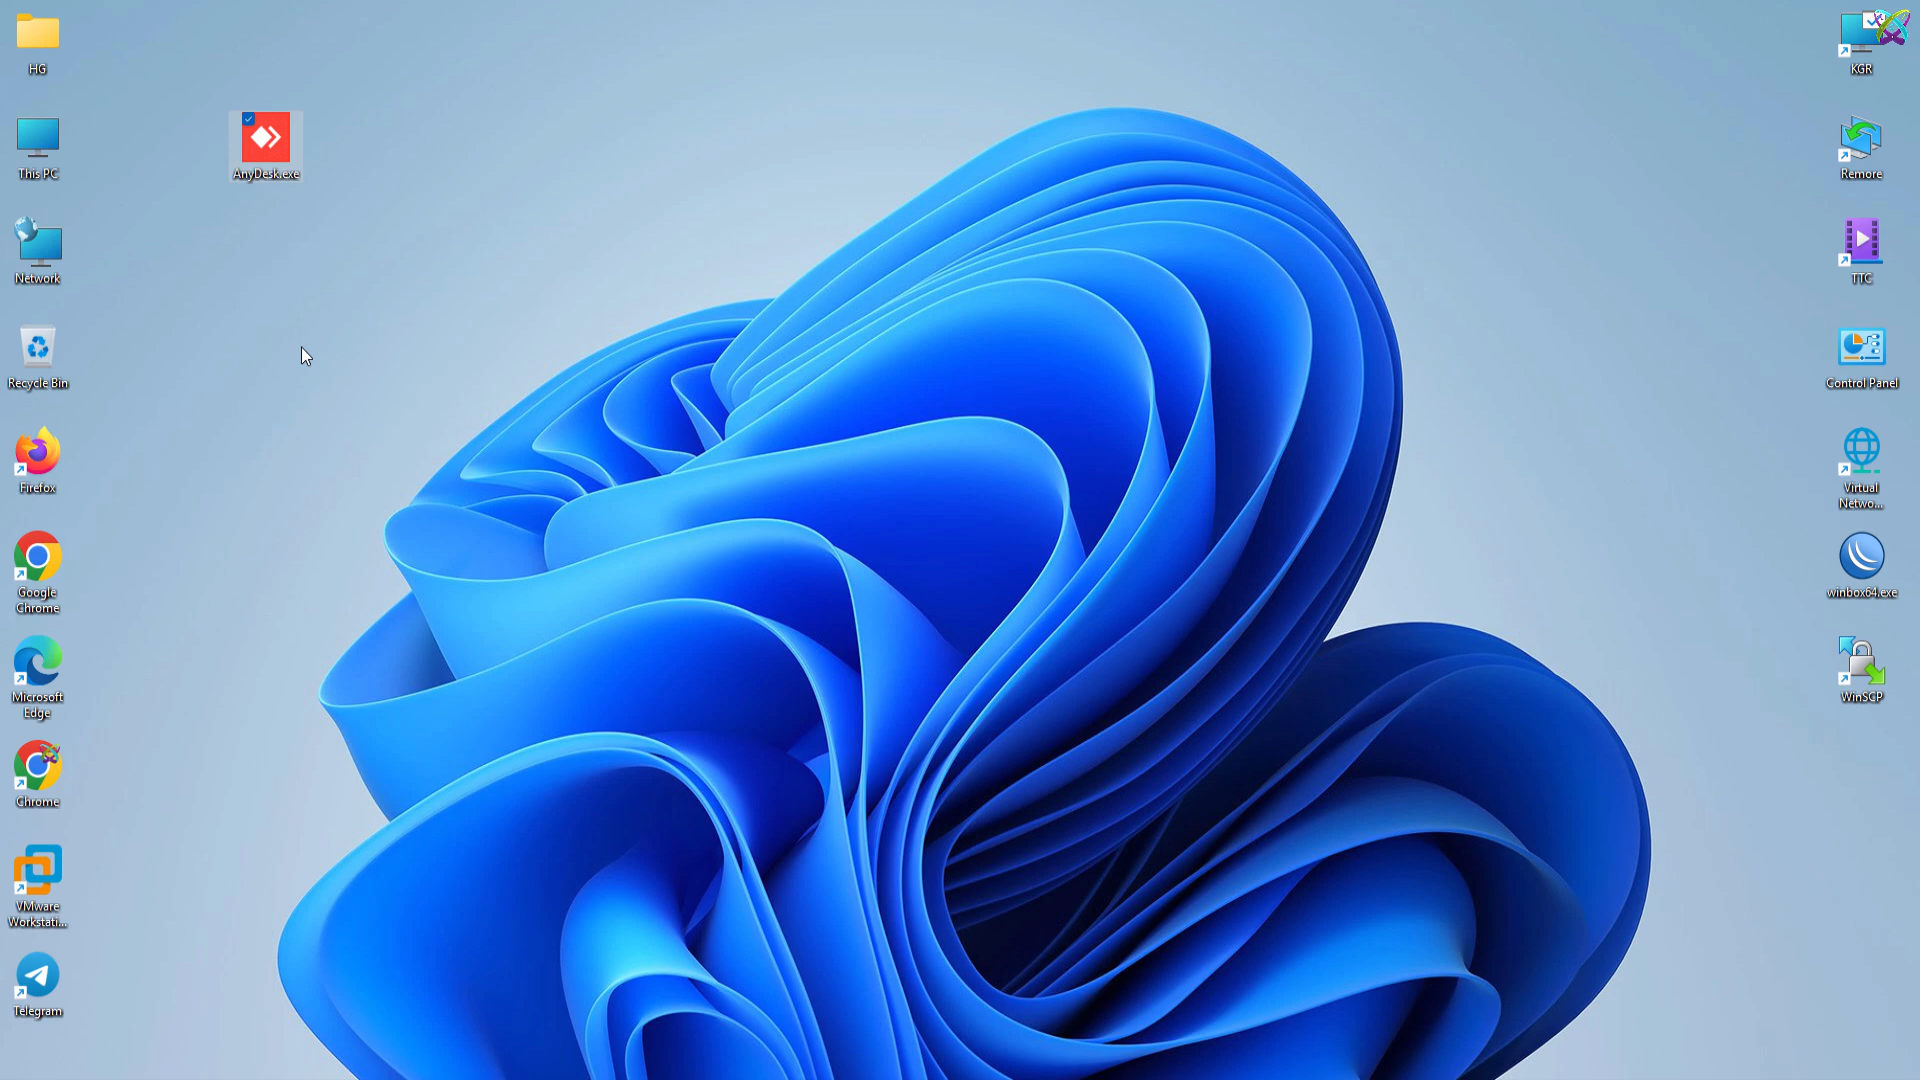 HG
This PC
Network
Recycle Bin
Firefox
Google
Chrome
Microsoft
Edge
Chrome
VMware
Workstati...
Telegram
AnyDesk.exe
KGR
Remore
TTC
Control Panel
Virtual
Netwo...
winbox64.exe
WinSCP